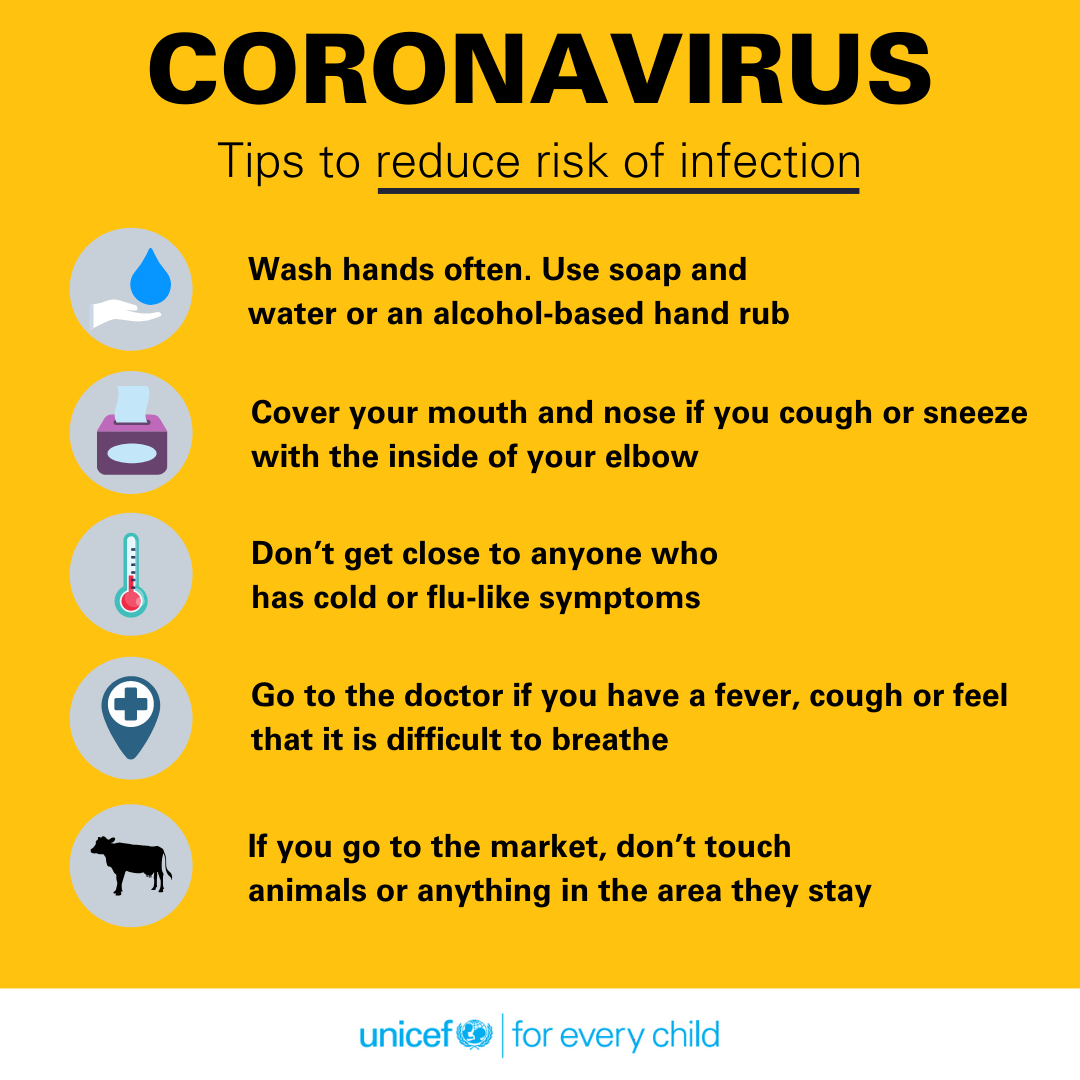 CORONAVIRUS
Tips to reduce risk of infection
Wash hands often. Use soap and
water or an alcohol-based hand rub
Cover your mouth and nose if you cough or sneeze
with the inside of your elbow
Don’t get close to anyone who
has cold or flu-like symptoms
Go to the doctor if you have a fever, cough or feel
that it is difficult to breathe
If you go to the market, don’t touch
animals or anything in the area they stay
unicef for every child